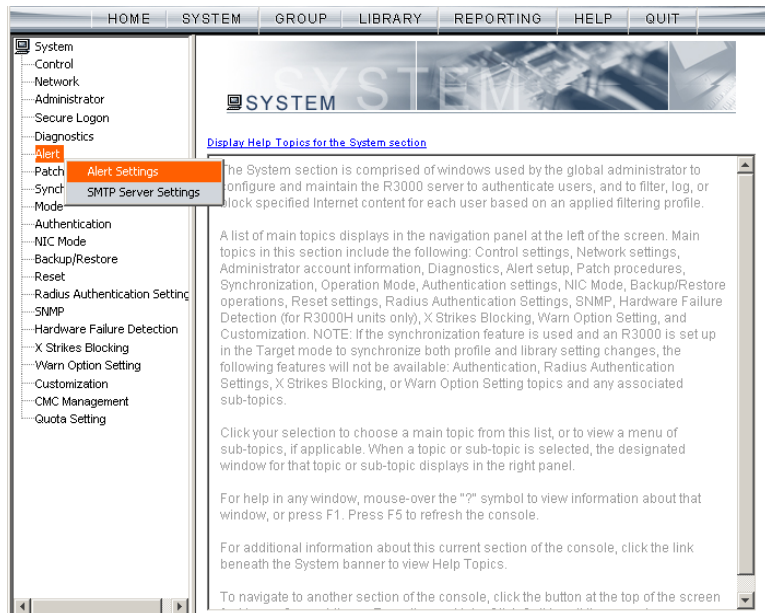 HOME SYSTEM GROUP LIBRARY REPORTING HELP QUIT
System
Control
Network
Administrator
Secure Logon
Diagnostics
Alert
Patch
Alert Settings
Synch
SMTP Server Settings
Mode
Authentication
NIC Mode
Backup/Restore
Reset
Radius Authentication Setting
SNMP
Hardware Failure Detection
X Strikes Blocking
Warn Option Setting
Customization
CMC Management
Quota Setting
SYSTEM
SYSTEM
Display Help Topics for the System section
The System section is comprised of windows used by the global administrator to
configure and maintain the R3000 server to authenticate users, and to filter, log, or
block specified Internet content for each user based on an applied filtering profile.
A list of main topics displays in the navigation panel at the left of the screen. Main
topics in this section include the following: Control settings, Network settings,
Administrator account information, Diagnostics, Alert setup, Patch procedures,
Synchronization, Operation Mode, Authentication settings, NIC Mode, Backup/Restore
operations, Reset settings, Radius Authentication Settings, SNMP, Hardware Failure
Detection (for R3000H units only), X Strikes Blocking, Warn Option Setting, and
Customization. NOTE: If the synchronization feature is used and an R3000 is set up
in the Target mode to synchronize both profile and library setting changes, the
following features will not be available: Authentication, Radius Authentication
Settings, X Strikes Blocking, or Warn Option Setting topics and any associated
sub-topics.
Click your selection to choose a main topic from this list, or to view a menu of
sub-topics, if applicable. When a topic or sub-topic is selected, the designated
window for that topic or sub-topic displays in the right panel.
For help in any window, mouse-over the "?" symbol to view information about that
window, or press F1. Press F5 to refresh the console.
For additional information about this current section of the console, click the link
beneath the System banner to view Help Topics.
To navigate to another section of the console, click the button at the top of the screen